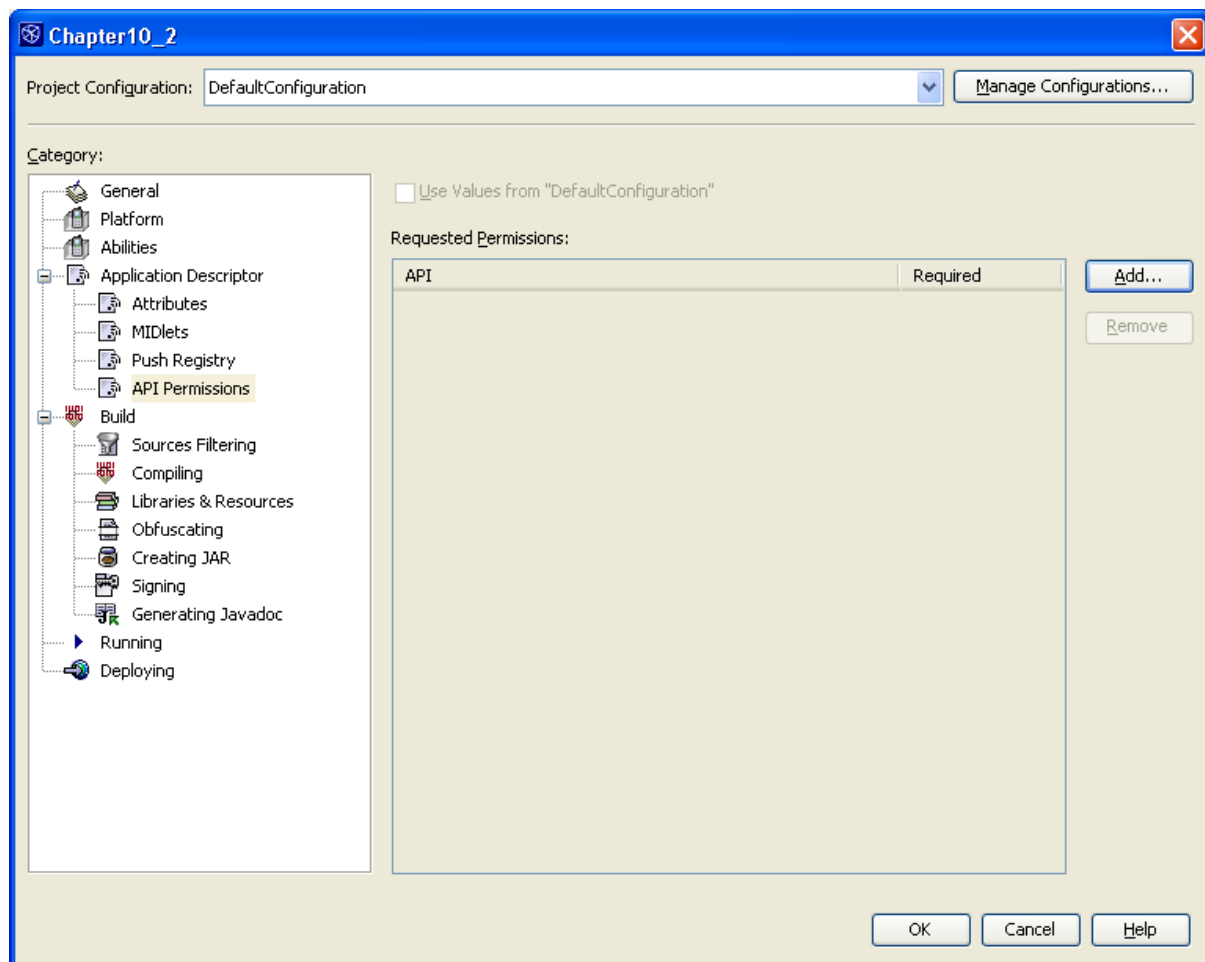 Chapter10_2
Project Configuration: DefaultConfiguration Manage Configurations...
Category:
General
Platform
Abilities
Application Descriptor
Attributes
MIDlets
Push Registry
API Permissions
Build
Sources Filtering
Compiling
Libraries & Resources
Obfuscating
Creating JAR
Signing
Generating Javadoc
Running
Deploying
Use Values from "DefaultConfiguration"
Requested Permissions:
API Required
Add...
Remove
OK Cancel Help